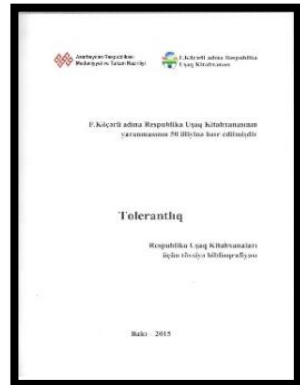 Azərbaycan Respublikası
Mədəniyyət və Turizm Nazirliyi
F.Köçərli adına Respublika
Uşaq Kitabxanası
F.Köçərli adına Respublika Uşaq Kitabxanasının
yaranmasının 50 illiyinə həsr edilmişdir
Tolerantlıq
Respublika Uşaq Kitabxanaları
üçün tövsiyə biblioqrafiyası
Bakı – 2015